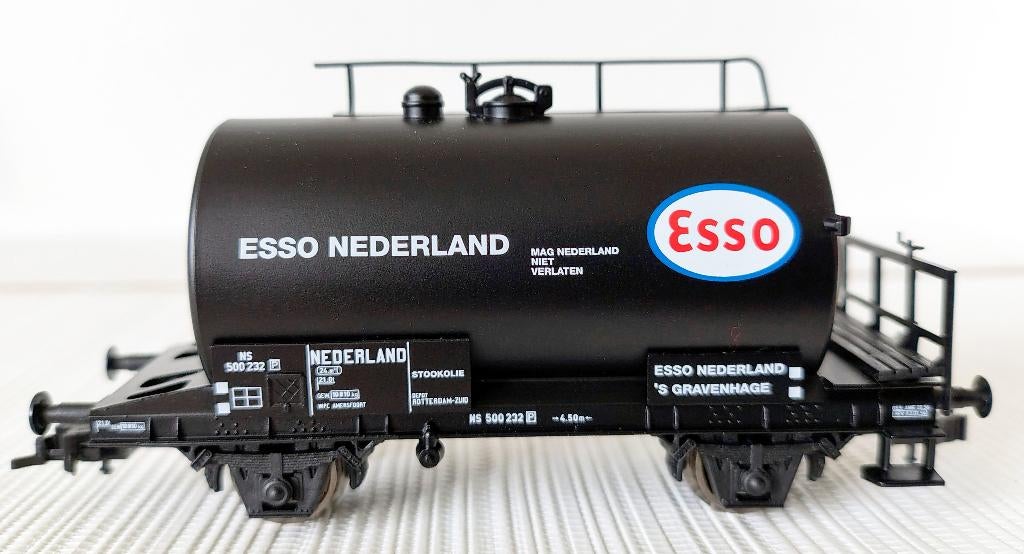 ESSO NEDERLAND
MAG NEDERLAND
NIET
VERLATEN
Esso
NS
500 232 P
NEDERLAND
STOOKOLIE
DEPOT
ROTTERDAM-ZUID
ESSO NEDERLAND
'S GRAVENHAGE
NS 500 232 P
4.50m